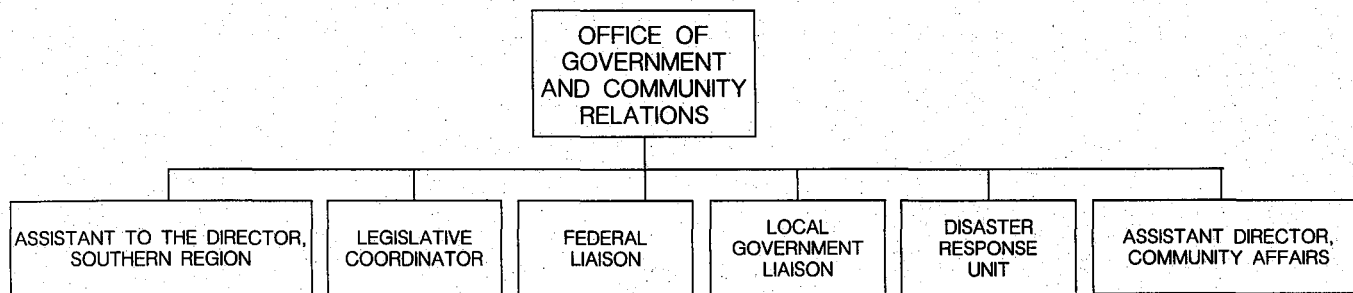 OFFICE OF
GOVERNMENT
AND COMMUNITY
RELATIONS
ASSISTANT TO THE DIRECTOR,
SOUTHERN REGION
LEGISLATIVE
COORDINATOR
FEDERAL
LIAISON
LOCAL
GOVERNMENT
LIAISON
DISASTER
RESPONSE
UNIT
ASSISTANT DIRECTOR,
COMMUNITY AFFAIRS